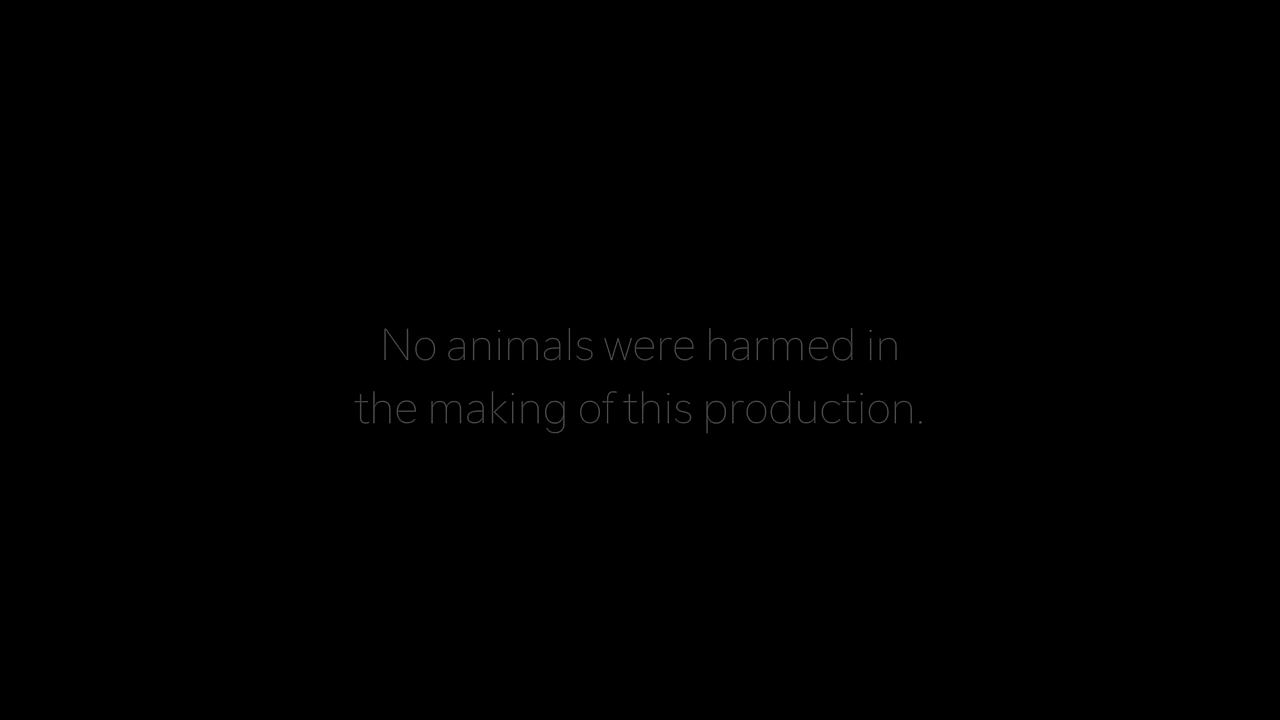 No animals were harmed in
the making of this production.